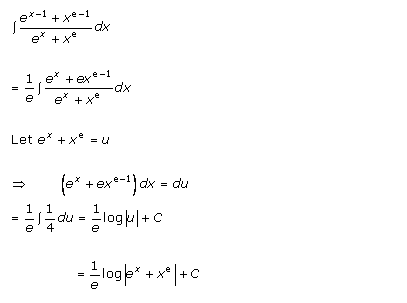 ∫ (e^(x−1) + x^(e−1)) / (e^x + x^e) dx
= 1/e ∫ (e^x + ex^(e−1)) / (e^x + x^e) dx
Let e^x + x^e = u
⇒ (e^x + ex^(e−1)) dx = du
= 1/e ∫ 1/4 du = 1/e log|u| + C
= 1/e log|e^x + x^e| + C